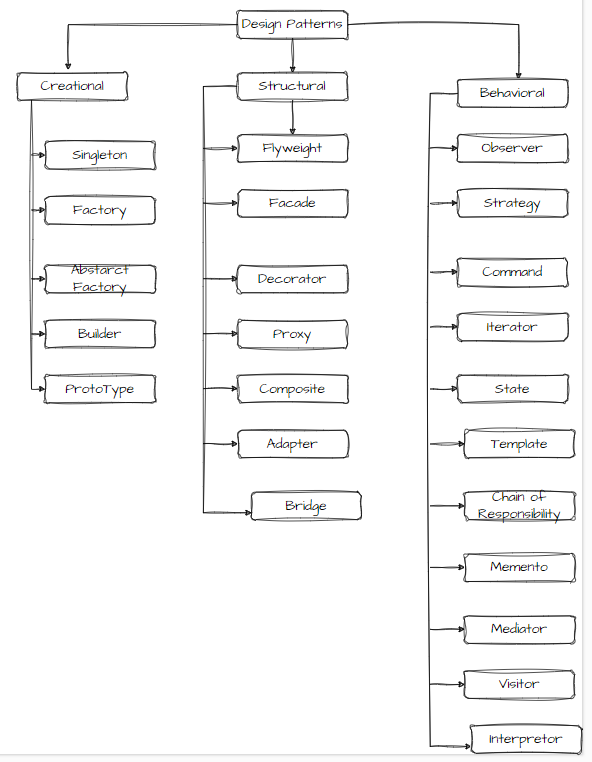 Design Patterns
Creational
Singleton
Factory
Abstarct
Factory
Builder
ProtoType
Structural
Flyweight
Facade
Decorator
Proxy
Composite
Adapter
Bridge
Behavioral
Observer
Strategy
Command
Iterator
State
Template
Chain of
Responsibility
Memento
Mediator
Visitor
Interpretor